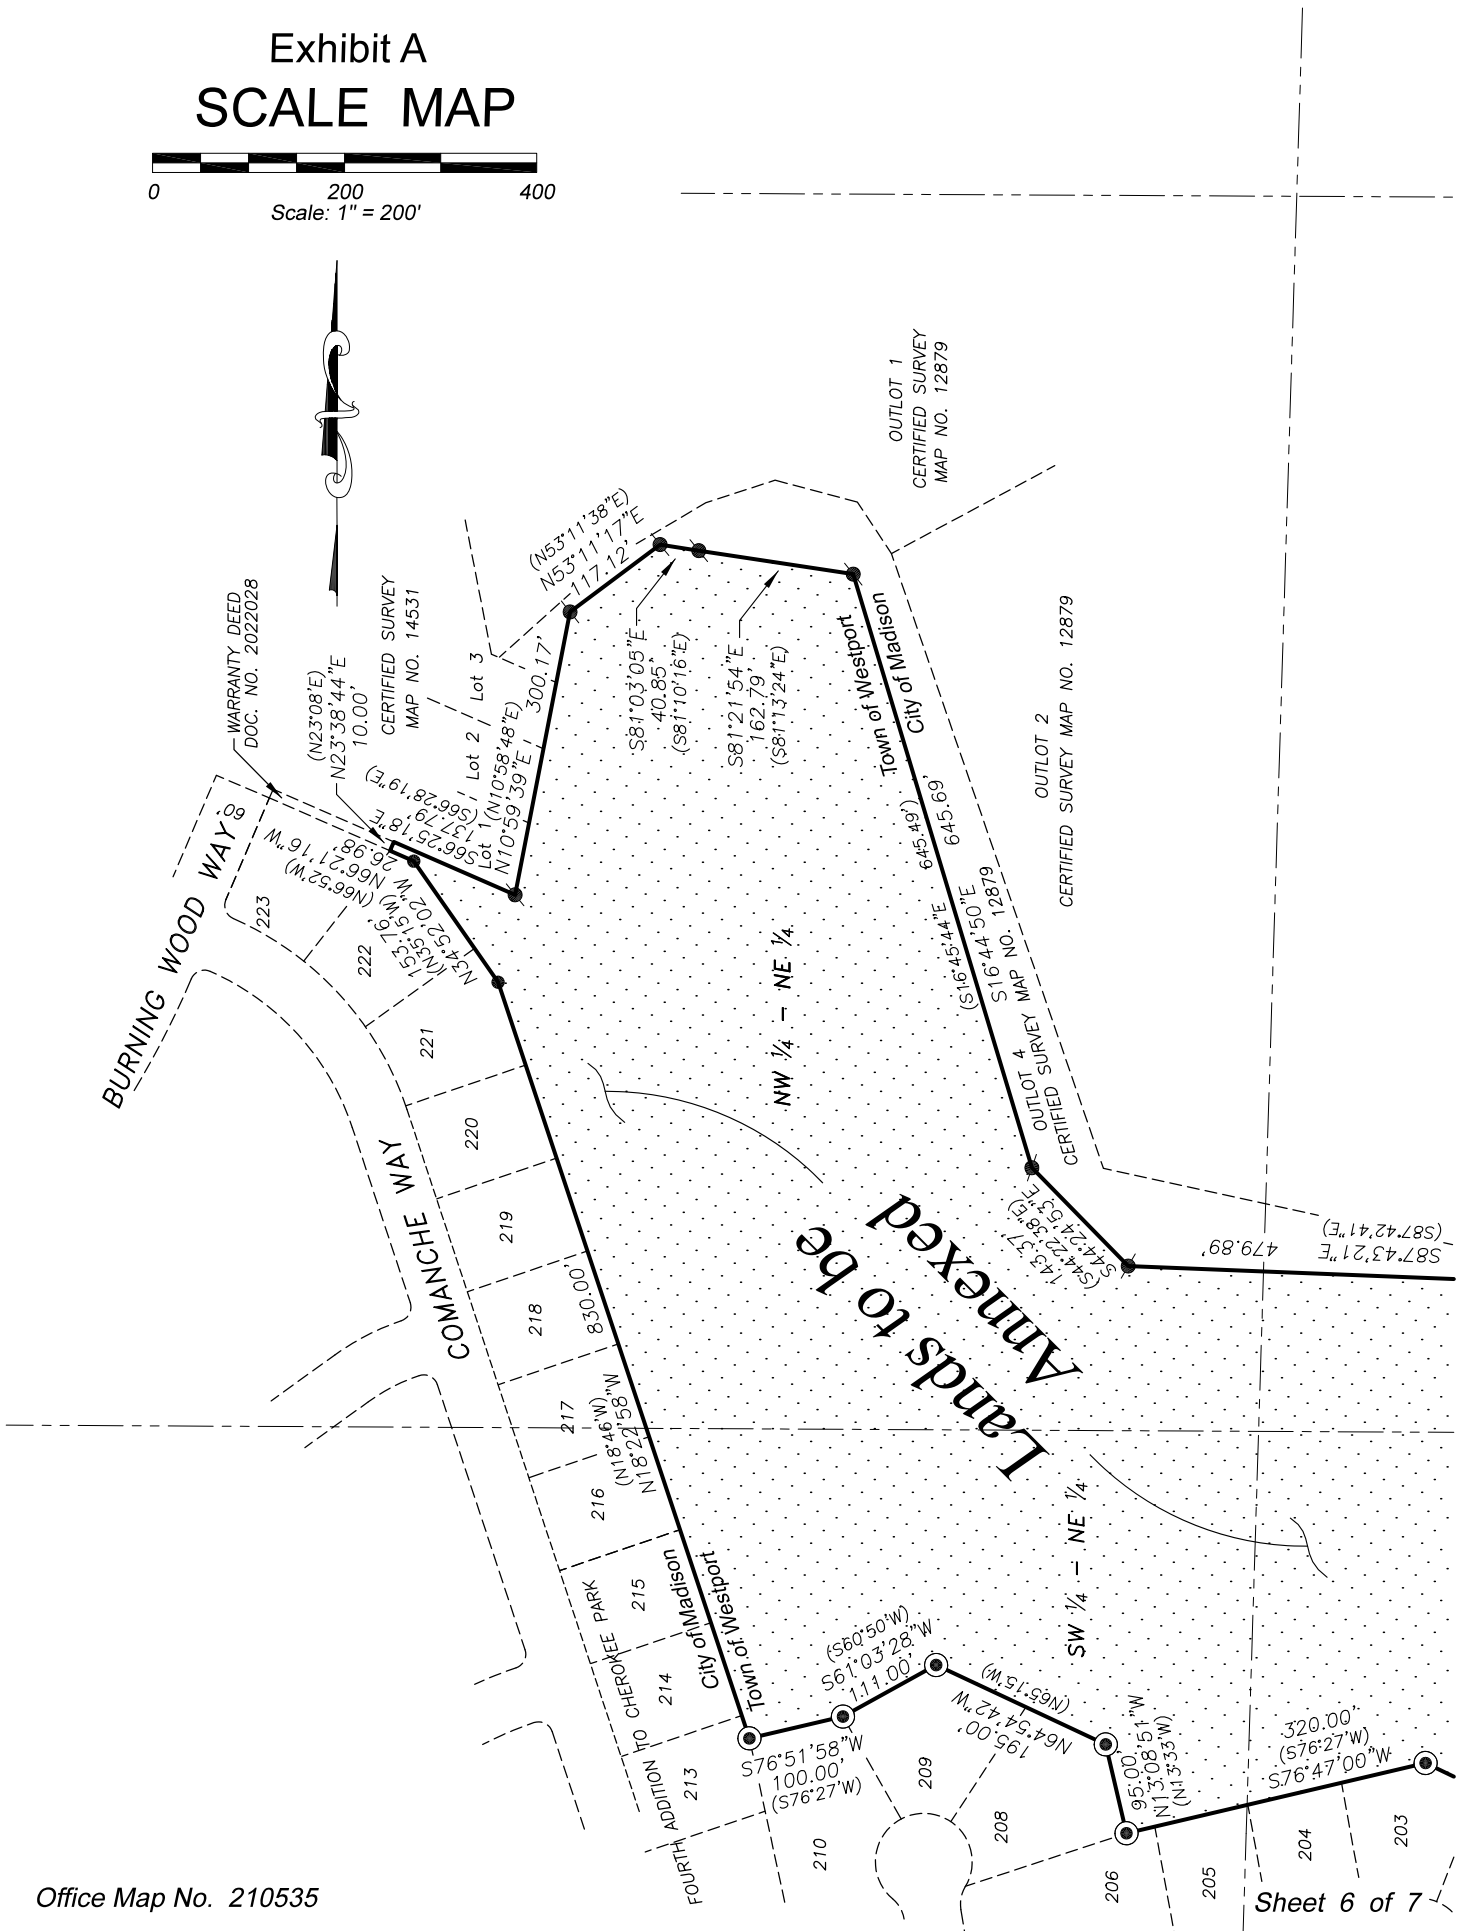 Exhibit A
SCALE MAP
0 200 400
Scale: 1" = 200'
OUTLOT 1
CERTIFIED SURVEY
MAP NO. 12879
WARRANTY DEED
DOC. NO. 2022028
(N23°08'E)
N23°38'44"E
10.00'
CERTIFIED SURVEY
MAP NO. 14531
Lot 3
Lot 2
Lot 1
(N53°11'38"E)
N53°11'17"E
117.12'
300.17'
(N10°58'48"E)
N10°59'39"E
S81°03'05"E
40.85'
(S81°10'16"E)
S81°21'54"E
162.79'
(S81°13'24"E)
Town of Westport
City of Madison
OUTLOT 2
CERTIFIED SURVEY MAP NO. 12879
(S66°28'19"E)
137.79'
S66°25'18"E
26.98'
N66°21'16"W
(N66°52'W)
60'
BURNING WOOD WAY
223
222
153.76'
(N35°15'W)
N34°52'02"W
221
220
219
218
217
216
215
214
213
COMANCHE WAY
830.00'
(N18°46'W)
N18°22'58"W
NW ¼ - NE ¼
645.49')
645.69'
(S16°45'44"E
S16°44'50"E
OUTLOT 4
CERTIFIED SURVEY MAP NO. 12879
143.37'
(S44°22'38"E)
S44°24'53"E
479.89'
S87°43'21"E
(S87°42'41"E)
Lands to be
Annexed
SW ¼ - NE ¼
City of Madison
Town of Westport
FOURTH ADDITION TO CHEROKEE PARK
(S60°50'W)
S61°03'28"W
111.00'
S76°51'58"W
100.00'
(S76°27'W)
(N65°15'W)
N64°54'42"W
195.00'
95.00'
N13°08'51"W
(N13°33'W)
320.00'
(S76°27'W)
S76°47'00"W
210
209
208
206
205
204
203
Office Map No. 210535
Sheet 6 of 7